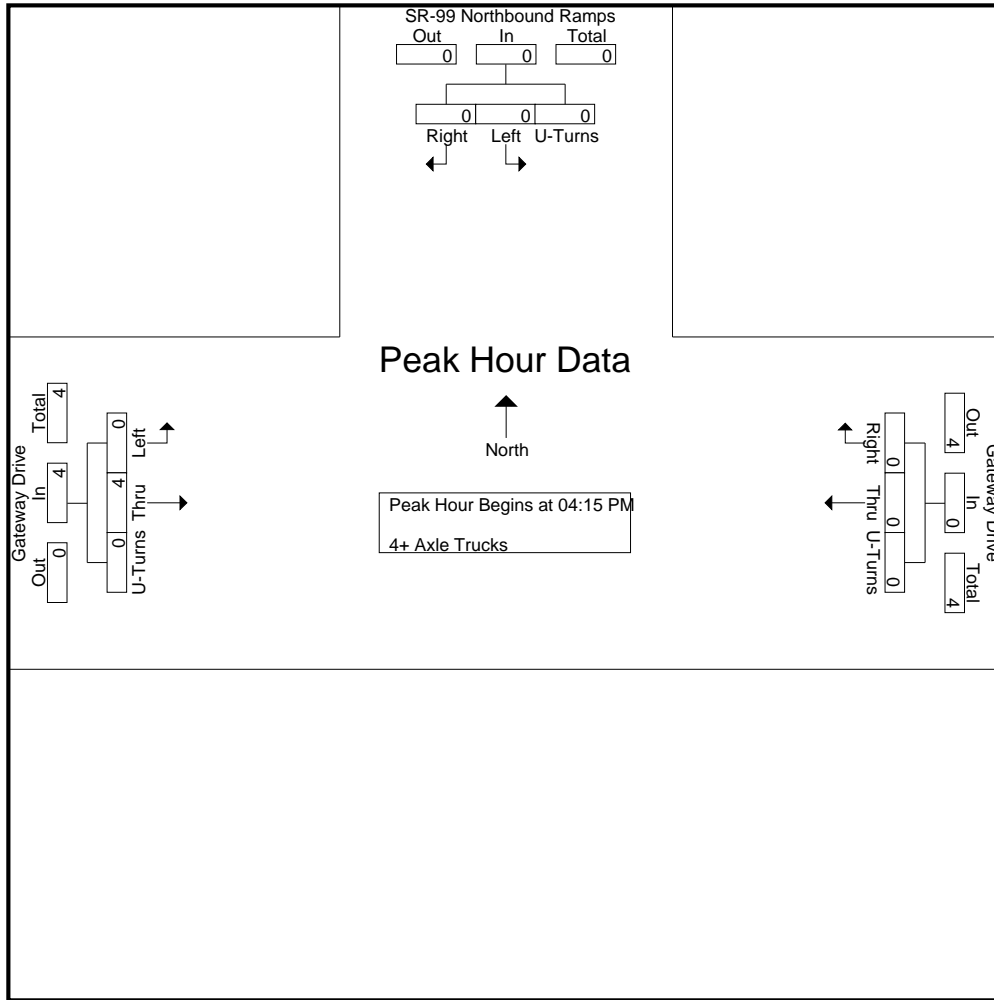 SR-99 Northbound Ramps
Out In Total
0 0 0
0 0 0
Right Left U-Turns
Peak Hour Data
North
Peak Hour Begins at 04:15 PM
4+ Axle Trucks
Gateway Drive
Out In Total
0 4 4
0 4 0
U-Turns Thru Left
Gateway Drive
Out In Total
4 0 4
0 0 0
Right Thru U-Turns